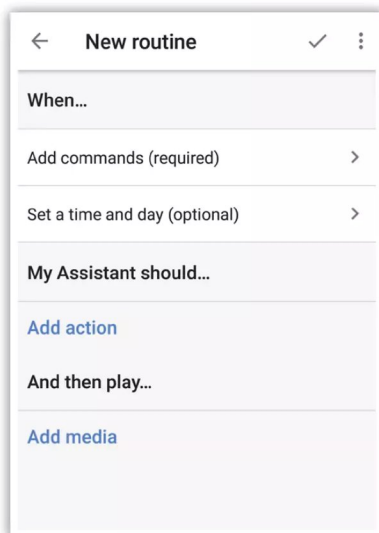 New routine
When...
Add commands (required)
Set a time and day (optional)
My Assistant should...
Add action
And then play...
Add media